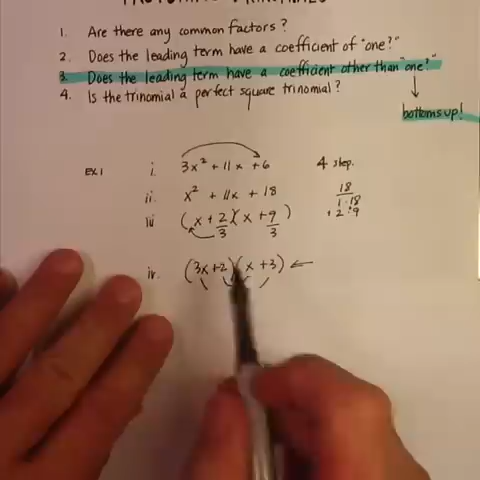 1. Are there any common factors?
2. Does the leading term have a coefficient of "one?"
3. Does the leading term have a coefficient other than "one?"
4. Is the trinomial a perfect square trinomial?
bottoms up!
EX.1 i. 3x² + 11x + 6 4 step.
ii. x² + 11x + 18 18
1·18
iii (x + 2/3)(x + 9/3) + 2·9
iv. (3x+2)(x+3) ←